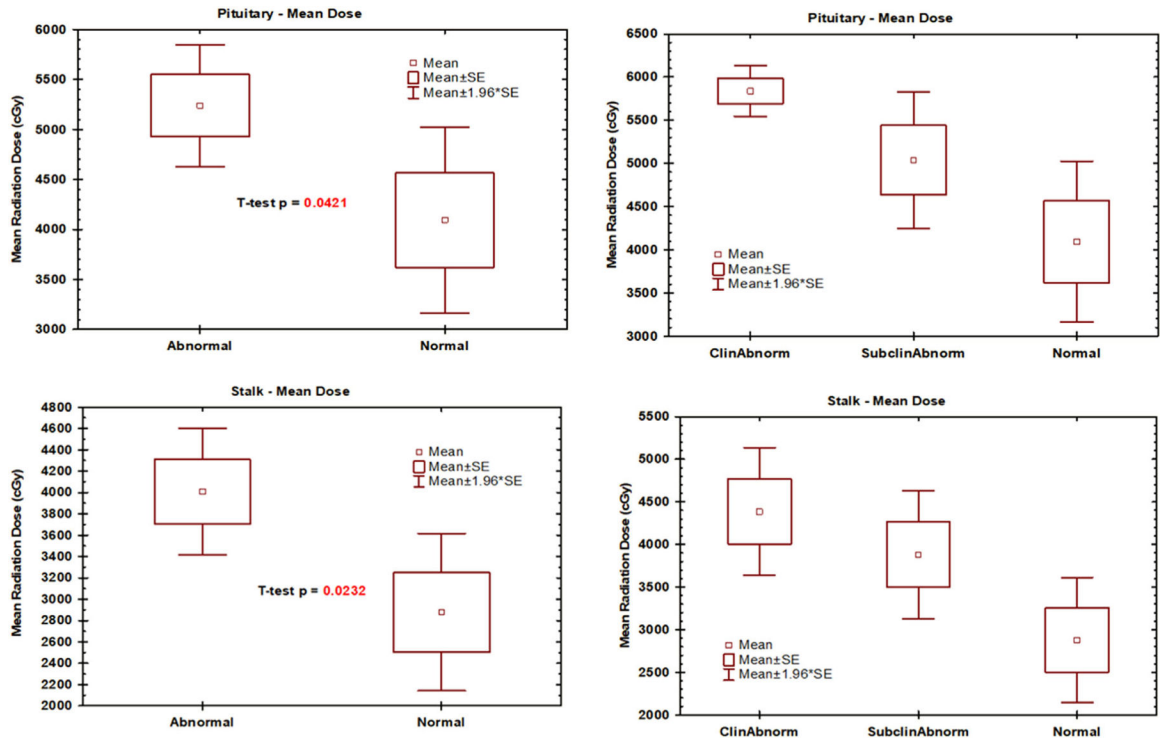 Pituitary - Mean Dose
Mean Radiation Dose (cGy)
6000
5500
5000
4500
4000
3500
3000
Mean
Mean±SE
Mean±1.96*SE
T-test p = 0.0421
Abnormal Normal
Pituitary - Mean Dose
Mean Radiation Dose (cGy)
6500
6000
5500
5000
4500
4000
3500
3000
Mean
Mean±SE
Mean±1.96*SE
ClinAbnorm SubclinAbnorm Normal
Stalk - Mean Dose
Mean Radiation Dose (cGy)
4800
4600
4400
4200
4000
3800
3600
3400
3200
3000
2800
2600
2400
2200
2000
Mean
Mean±SE
Mean±1.96*SE
T-test p = 0.0232
Abnormal Normal
Stalk - Mean Dose
Mean Radiation Dose (cGy)
5500
5000
4500
4000
3500
3000
2500
2000
Mean
Mean±SE
Mean±1.96*SE
ClinAbnorm SubclinAbnorm Normal